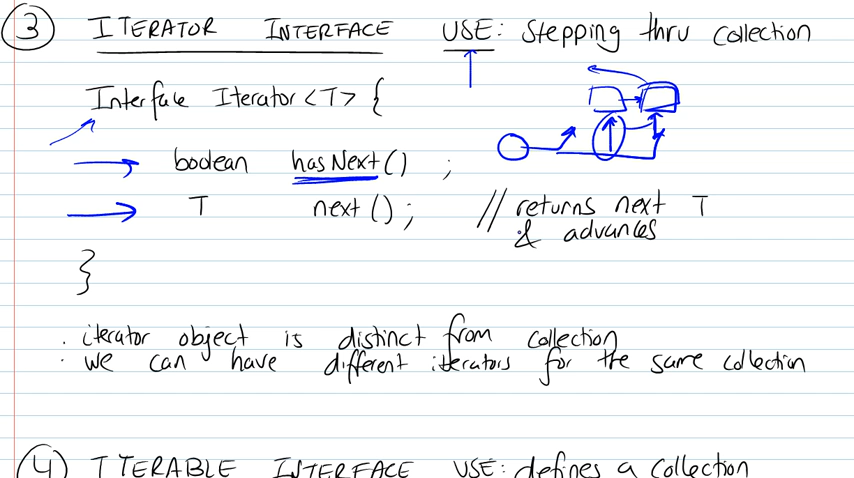 3 ITERATOR INTERFACE USE: Stepping thru collection
Interface Iterator<T> {
boolean hasNext() ;
T next(); // returns next T
& advances
}
· iterator object is distinct from collection
· we can have different iterators for the same collection
4 ITERABLE INTERFACE USE: defines a collection